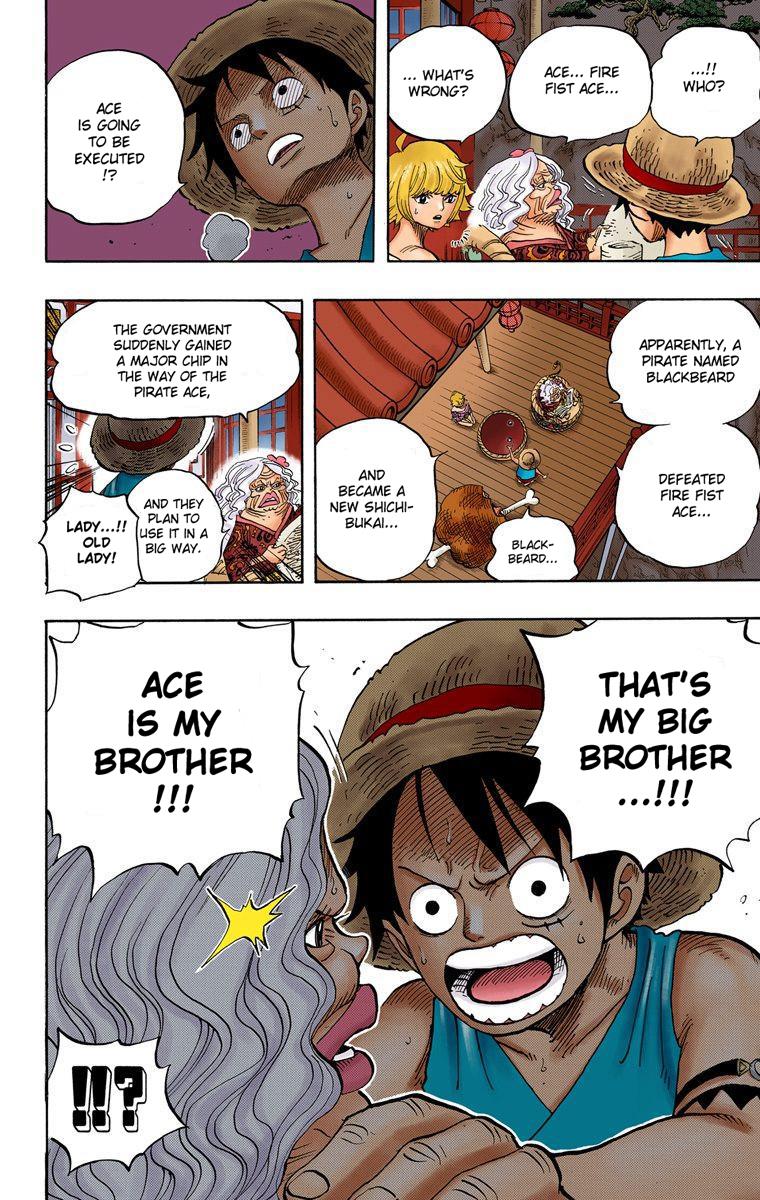 ...!!
WHO?
ACE... FIRE
FIST ACE...
... WHAT'S
WRONG?
ACE
IS GOING
TO BE
EXECUTED
!?
APPARENTLY, A
PIRATE NAMED
BLACKBEARD
DEFEATED
FIRE FIST
ACE...
AND
BECAME A
NEW SHICHI-
BUKAI...
BLACK-
BEARD...
THE GOVERNMENT
SUDDENLY GAINED
A MAJOR CHIP IN
THE WAY OF THE
PIRATE ACE,
AND THEY
PLAN TO
USE IT IN A
BIG WAY.
LADY...!!
OLD
LADY!
THAT'S
MY BIG
BROTHER
...!!!
ACE
IS MY
BROTHER
!!!
!!?